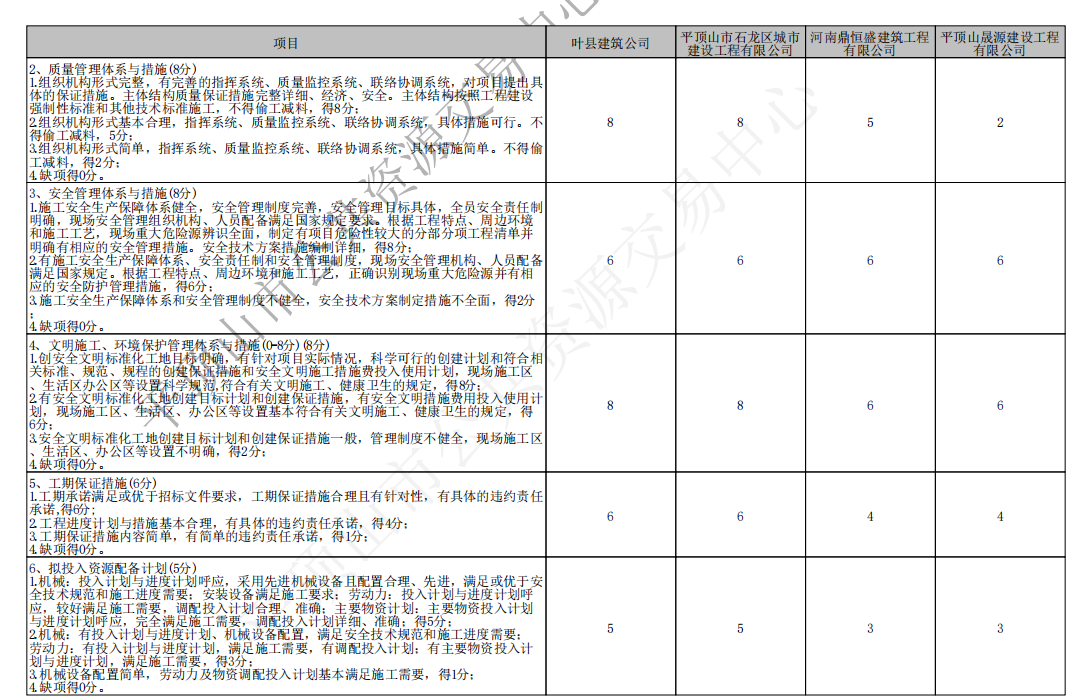 项目
叶县建筑公司
平顶山市石龙区城市
建设工程有限公司
河南鼎恒盛建筑工程
有限公司
平顶山晟源建设工程
有限公司
2、质量管理体系与措施(8分)
1.组织机构形式完整，有完善的指挥系统、质量监控系统、联络协调系统，对项目提出具
体的保证措施。主体结构质量保证措施完整详细、经济、安全。主体结构按照工程建设
强制性标准和其他技术标准施工，不得偷工减料，得8分；
2.组织机构形式基本合理，指挥系统、质量监控系统、联络协调系统，具体措施可行。不
得偷工减料，5分；
3.组织机构形式简单，指挥系统、质量监控系统、联络协调系统，具体措施简单。不得偷
工减料，得2分；
4.缺项得0分。
8
8
5
2
3、安全管理体系与措施(8分)
1.施工安全生产保障体系健全，安全管理制度完善，安全管理目标具体，全员安全责任制
明确，现场安全管理组织机构、人员配备满足国家规定要求。根据工程特点、周边环境
和施工工艺，现场重大危险源辨识全面，制定有项目危险性较大的分部分项工程清单并
明确有相应的安全管理措施。安全技术方案措施编制详细，得8分；
2.有施工安全生产保障体系、安全责任制和安全管理制度，现场安全管理机构、人员配备
满足国家规定。根据工程特点、周边环境和施工工艺，正确识别现场重大危险源并有相
应的安全防护管理措施，得6分；
3.施工安全生产保障体系和安全管理制度不健全，安全技术方案制定措施不全面，得2分
；
4.缺项得0分。
6
6
6
6
4、文明施工、环境保护管理体系与措施(0-8分)(8分)
1.创安全文明标准化工地目标明确，有针对项目实际情况，科学可行的创建计划和符合相
关标准、规范、规程的创建保证措施和安全文明施工措施费投入使用计划，现场施工区
、生活区办公区等设置科学规范,符合有关文明施工、健康卫生的规定，得8分；
2.有安全文明标准化工地创建目标计划和创建保证措施，有安全文明措施费用投入使用计
划，现场施工区、生活区、办公区等设置基本符合有关文明施工、健康卫生的规定，得
6分；
3.安全文明标准化工地创建目标计划和创建保证措施一般，管理制度不健全，现场施工区
、生活区、办公区等设置不明确，得2分；
4.缺项得0分。
8
8
6
6
5、工期保证措施(6分)
1.工期承诺满足或优于招标文件要求，工期保证措施合理且有针对性，有具体的违约责任
承诺,得6分；
2.工程进度计划与措施基本合理，有具体的违约责任承诺，得4分；
3.工期保证措施内容简单，有简单的违约责任承诺，得1分；
4.缺项得0分。
6
6
4
4
6、拟投入资源配备计划(5分)
1.机械：投入计划与进度计划呼应，采用先进机械设备且配置合理、先进，满足或优于安
全技术规范和施工进度需要；安装设备满足施工要求；劳动力：投入计划与进度计划呼
应，较好满足施工需要，调配投入计划合理、准确；主要物资计划：主要物资投入计划
与进度计划呼应，完全满足施工需要，调配投入计划详细、准确；得5分；
2.机械：有投入计划与进度计划、机械设备配置，满足安全技术规范和施工进度需要；
劳动力：有投入与进度计划，满足施工需要，有调配投入计划；有主要物资投入计
划与进度计划，满足施工需要，得3分；
3.机械设备配置简单，劳动力及物资调配投入计划基本满足施工需要，得1分；
4.缺项得0分。
5
5
3
3
平顶山市公共资源交易中心
顶山市公共资源交易中心